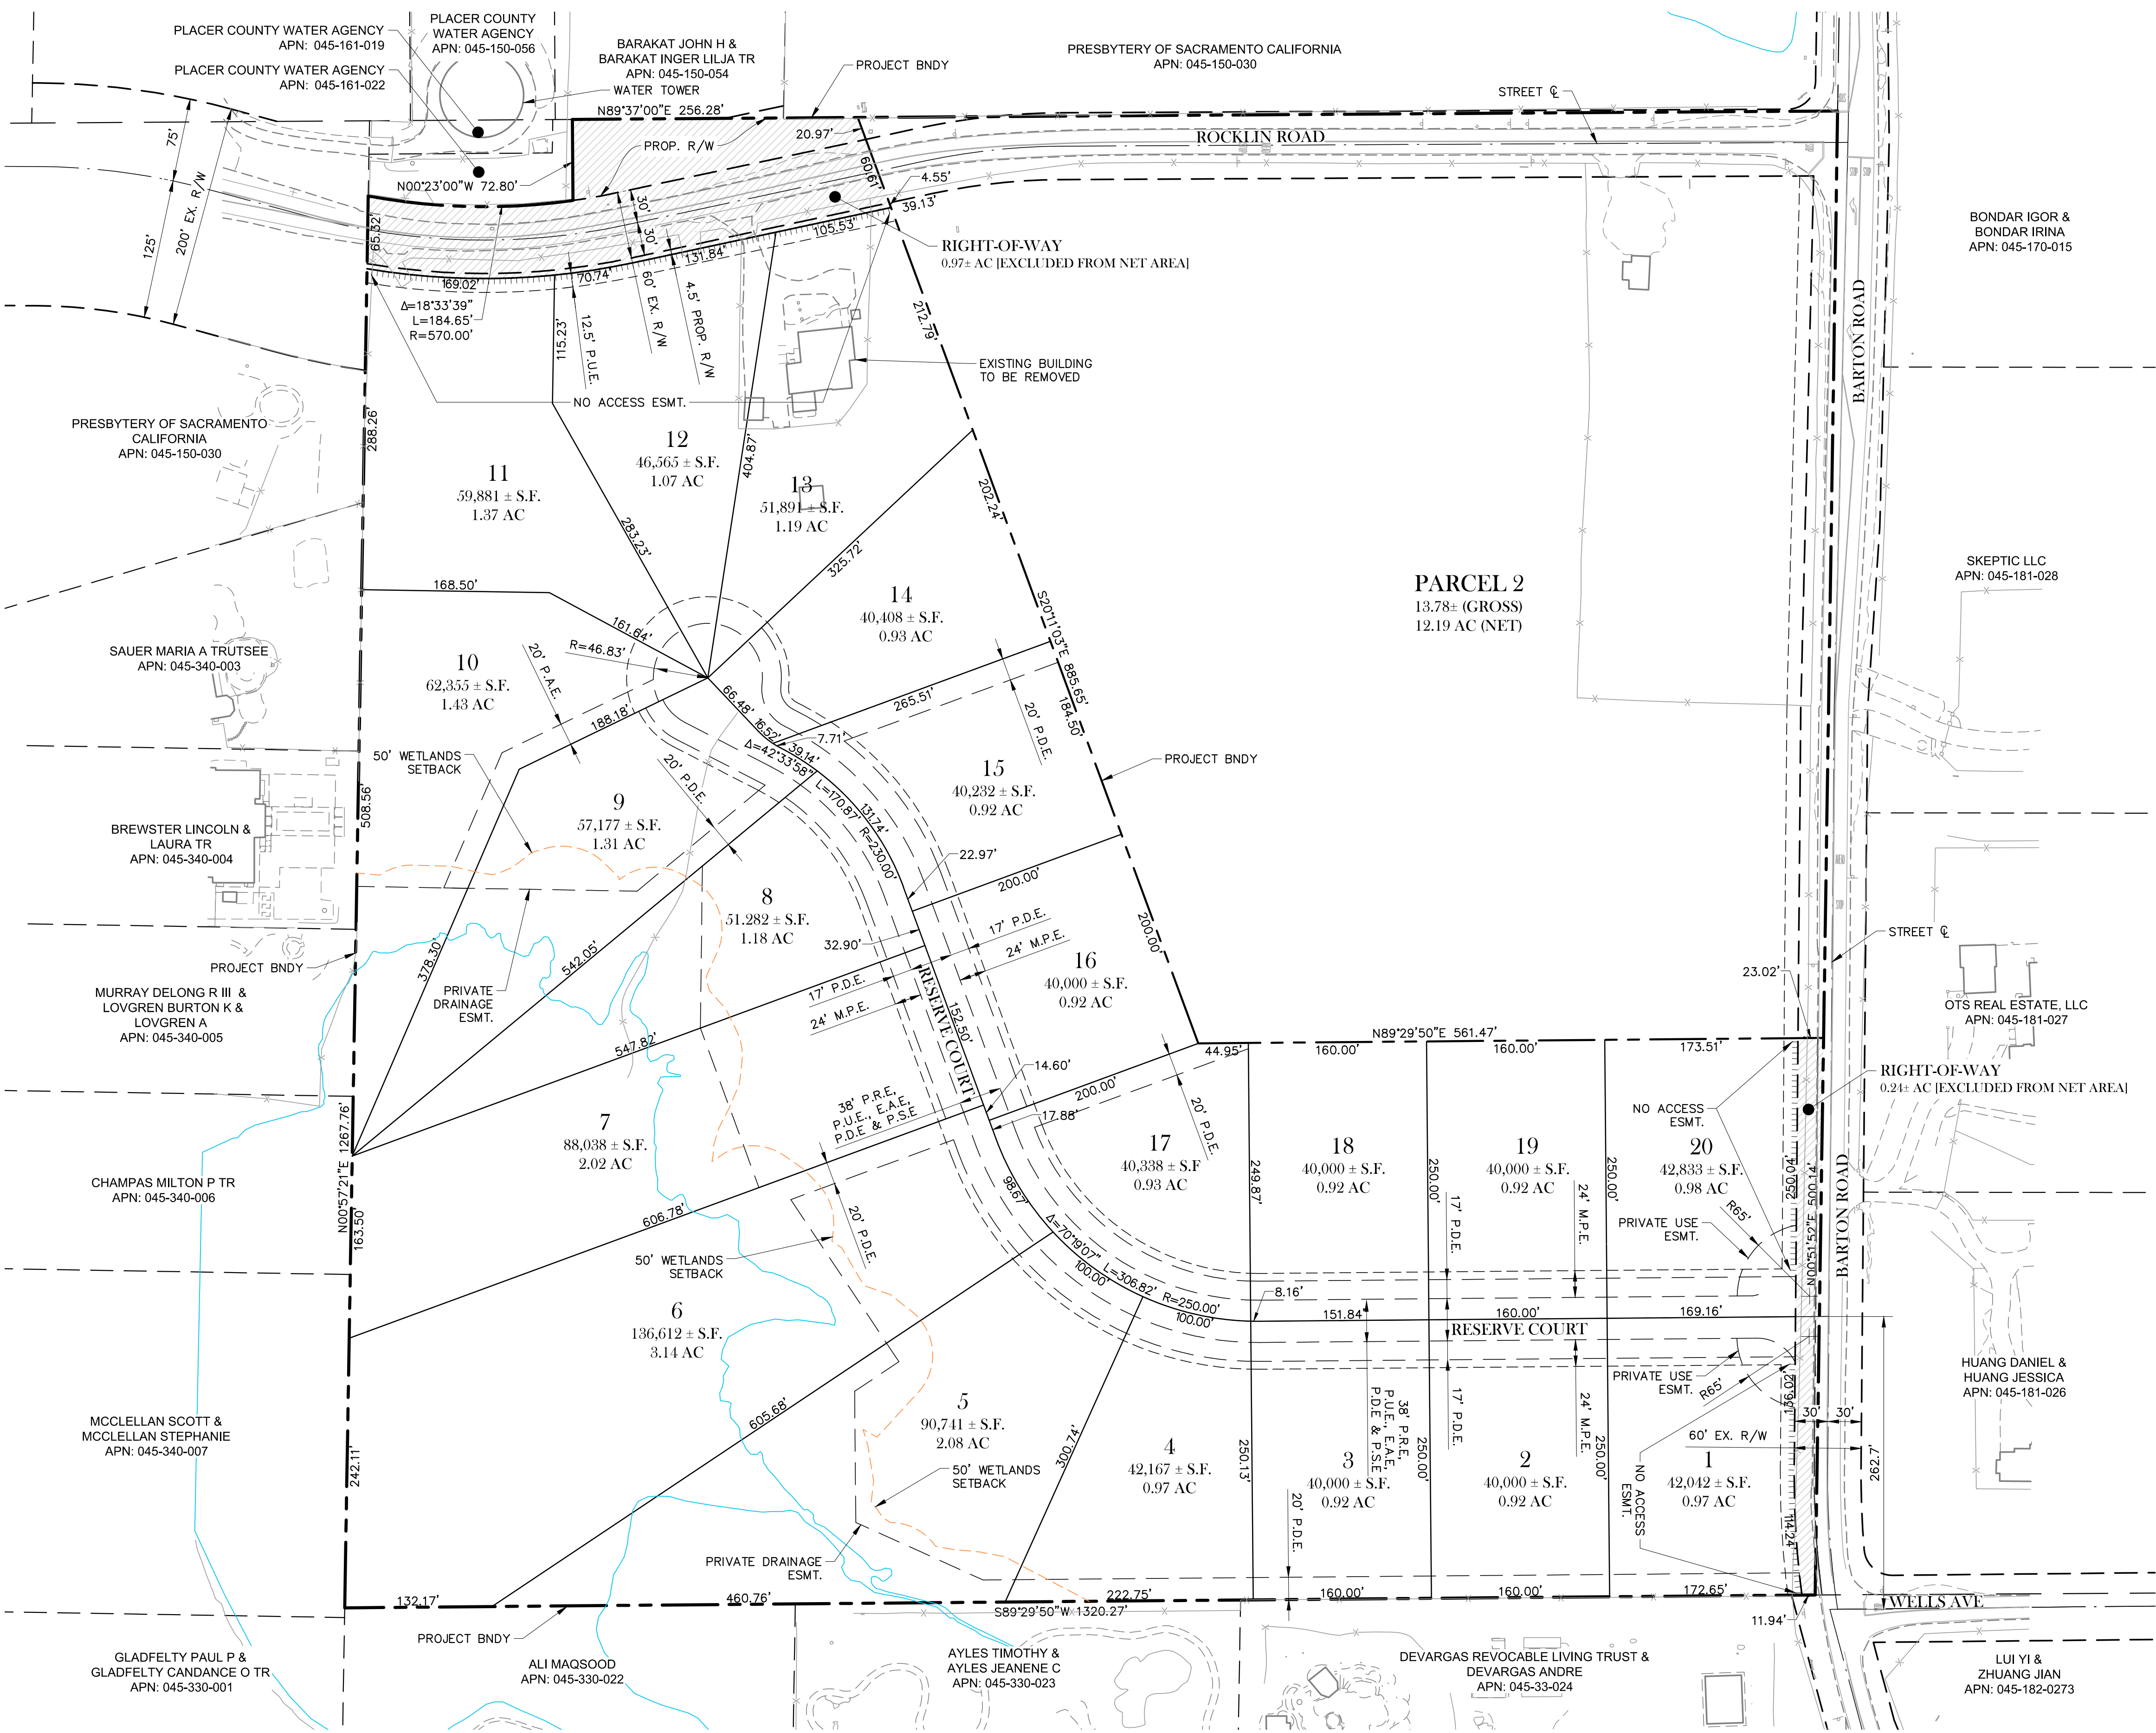 PLACER COUNTY WATER AGENCY
APN: 045-161-019
PLACER COUNTY
WATER AGENCY
APN: 045-150-056
PLACER COUNTY WATER AGENCY
APN: 045-161-022
BARAKAT JOHN H &
BARAKAT INGER LILJA TR
APN: 045-150-054
WATER TOWER
PROJECT BNDY
PRESBYTERY OF SACRAMENTO CALIFORNIA
APN: 045-150-030
STREET ℄
N89°37'00"E 256.28'
20.97'
PROP. R/W
ROCKLIN ROAD
75'
125'
200' EX. R/W
N00°23'00"W 72.80'
60.61'
4.55'
39.13'
30'
30'
65.32'
105.53'
131.84'
70.74'
169.02'
RIGHT-OF-WAY
0.97± AC [EXCLUDED FROM NET AREA]
BONDAR IGOR &
BONDAR IRINA
APN: 045-170-015
Δ=18°33'39"
L=184.65'
R=570.00'
115.23'
12.5' P.U.E.
60' EX. R/W
4.5' PROP. R/W
212.79'
BARTON ROAD
EXISTING BUILDING
TO BE REMOVED
NO ACCESS ESMT.
PRESBYTERY OF SACRAMENTO
CALIFORNIA
APN: 045-150-030
288.26'
11
59,881 ± S.F.
1.37 AC
12
46,565 ± S.F.
1.07 AC
404.87'
13
51,891 ± S.F.
1.19 AC
202.24'
283.23'
325.72'
168.50'
161.64'
14
40,408 ± S.F.
0.93 AC
S20°11'03"E 885.65'
PARCEL 2
13.78± (GROSS)
12.19 AC (NET)
SKEPTIC LLC
APN: 045-181-028
SAUER MARIA A TRUTSEE
APN: 045-340-003
R=46.83'
10
62,355 ± S.F.
1.43 AC
20' P.A.E.
188.18'
66.48'
16.52'
39.14'
7.71'
265.51'
20' P.D.E.
184.50'
50' WETLANDS
SETBACK
Δ=42°33'58" L=170.87' R=230.00'
131.74'
20' P.D.E.
15
40,232 ± S.F.
0.92 AC
PROJECT BNDY
508.56'
9
57,177 ± S.F.
1.31 AC
BREWSTER LINCOLN &
LAURA TR
APN: 045-340-004
22.97'
200.00'
8
51.282 ± S.F.
1.18 AC
32.90'
17' P.D.E.
24' M.P.E.
200.00'
STREET ℄
PROJECT BNDY
378.30'
542.05'
PRIVATE
DRAINAGE
ESMT.
17' P.D.E.
24' M.P.E.
RESERVE COURT
152.50'
16
40,000 ± S.F.
0.92 AC
23.02'
MURRAY DELONG R III &
LOVGREN BURTON K &
LOVGREN A
APN: 045-340-005
OTS REAL ESTATE, LLC
APN: 045-181-027
547.82'
N89°29'50"E 561.47'
44.95'
160.00'
160.00'
173.51'
14.60'
200.00'
17.88'
20' P.D.E.
RIGHT-OF-WAY
0.24± AC [EXCLUDED FROM NET AREA]
38' P.R.E,
P.U.E., E.A.E,
P.D.E & P.S.E
NO ACCESS
ESMT.
7
88,038 ± S.F.
2.02 AC
17
40,338 ± S.F
0.93 AC
18
40,000 ± S.F.
0.92 AC
19
40,000 ± S.F.
0.92 AC
20
42,833 ± S.F.
0.98 AC
N00°57'21"E 1267.76'
163.50'
CHAMPAS MILTON P TR
APN: 045-340-006
249.87'
250.00'
250.00'
250.04'
N00°51'52"E 500.14'
BARTON ROAD
606.78'
20' P.D.E.
98.67'
17' P.D.E.
24' M.P.E.
R65'
PRIVATE USE
ESMT.
50' WETLANDS
SETBACK
Δ=70°19'07" L=306.82' R=250.00'
100.00'
100.00'
8.16'
151.84'
160.00'
169.16'
RESERVE COURT
6
136,612 ± S.F.
3.14 AC
HUANG DANIEL &
HUANG JESSICA
APN: 045-181-026
PRIVATE USE
ESMT.
R65'
38' P.R.E,
P.U.E., E.A.E,
P.D.E & P.S.E
17' P.D.E.
24' M.P.E.
30'
30'
60' EX. R/W
262.7'
MCCLELLAN SCOTT &
MCCLELLAN STEPHANIE
APN: 045-340-007
242.11'
605.68'
5
90,741 ± S.F.
2.08 AC
300.74'
4
42,167 ± S.F.
0.97 AC
250.13'
3
40,000 ± S.F.
0.92 AC
250.00'
2
40,000 ± S.F.
0.92 AC
250.00'
1
42,042 ± S.F.
0.97 AC
50' WETLANDS
SETBACK
20' P.D.E.
NO ACCESS
ESMT.
114.24'
PRIVATE DRAINAGE
ESMT.
132.17'
460.76'
222.75'
160.00'
160.00'
172.65'
S89°29'50"W 1320.27'
11.94'
WELLS AVE
PROJECT BNDY
GLADFELTY PAUL P &
GLADFELTY CANDANCE O TR
APN: 045-330-001
ALI MAQSOOD
APN: 045-330-022
AYLES TIMOTHY &
AYLES JEANENE C
APN: 045-330-023
DEVARGAS REVOCABLE LIVING TRUST &
DEVARGAS ANDRE
APN: 045-33-024
LUI YI &
ZHUANG JIAN
APN: 045-182-0273